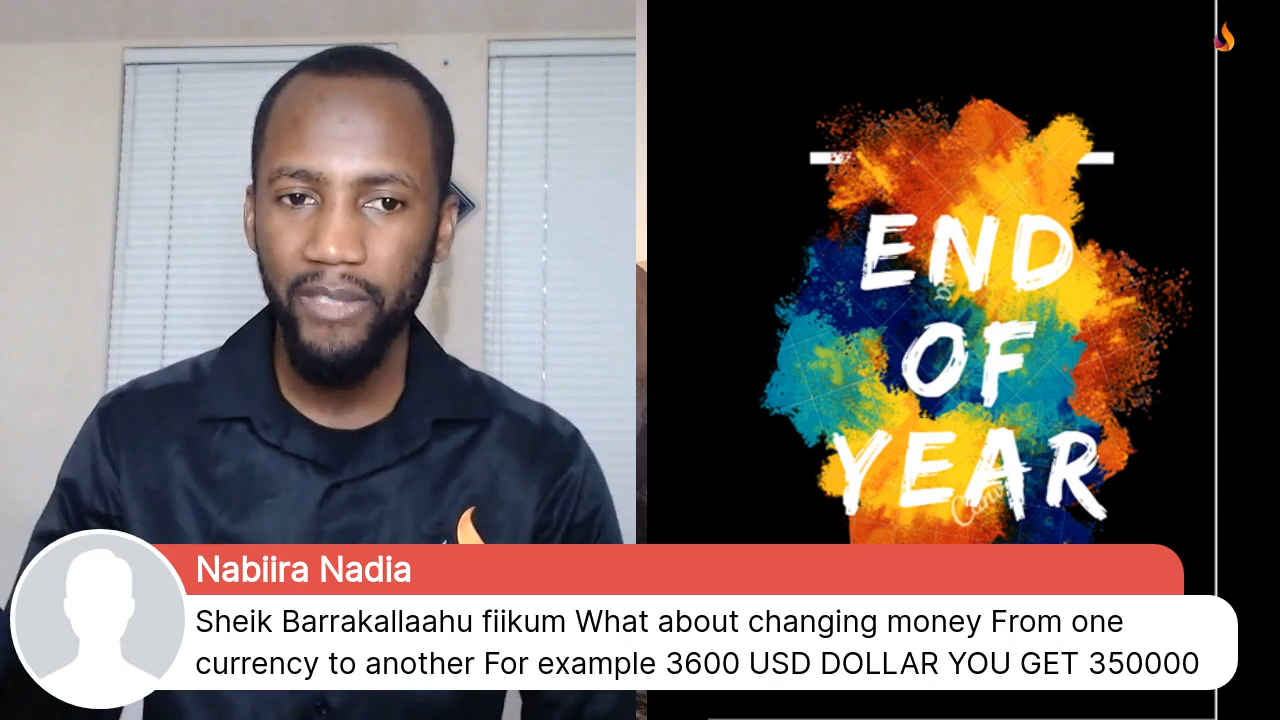 END
OF
YEAR
Canva
Nabiira Nadia
Sheik Barrakallaahu fiikum What about changing money From one
currency to another For example 3600 USD DOLLAR YOU GET 350000